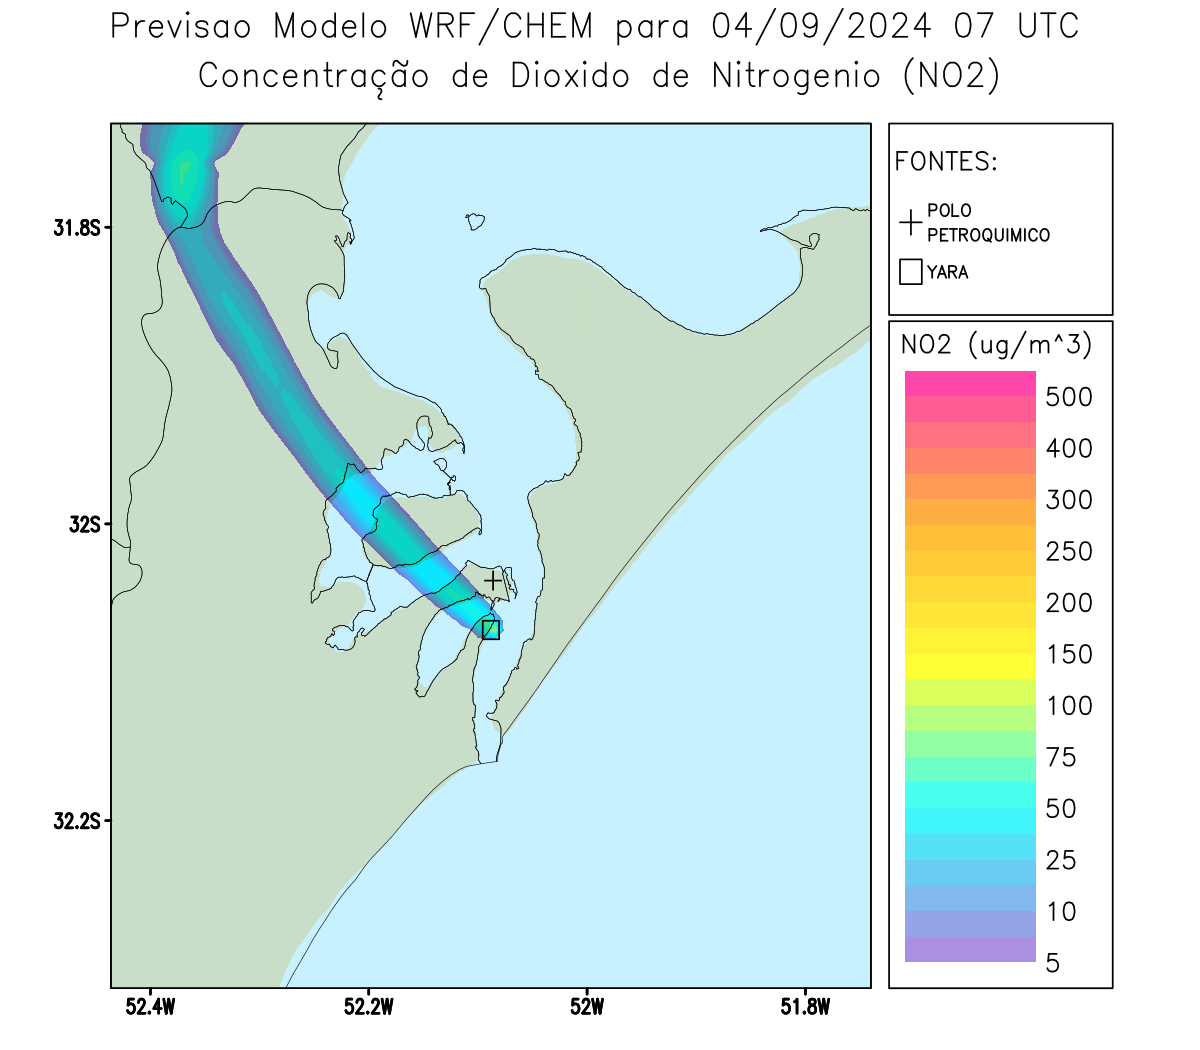 Previsao Modelo WRF/CHEM para 04/09/2024 07 UTC
Concentração de Dioxido de Nitrogenio (NO2)
FONTES:
POLO
PETROQUIMICO
YARA
NO2 (ug/m^3)
500
400
300
250
200
150
100
75
50
25
10
5
31.8S
32S
32.2S
52.4W
52.2W
52W
51.8W